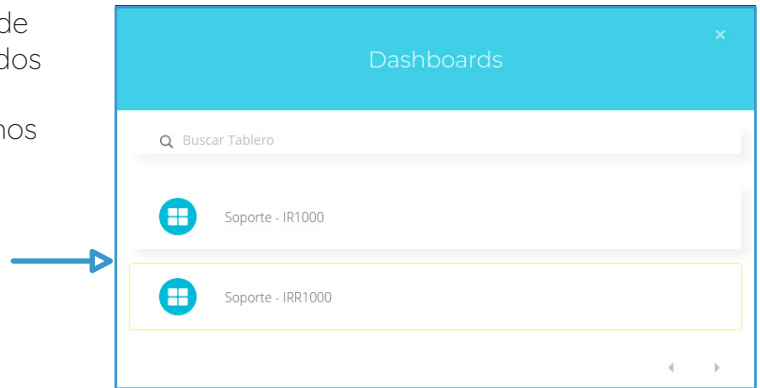 de
dos
nos
×
Dashboards
Buscar Tablero
Soporte - IR1000
Soporte - IRR1000